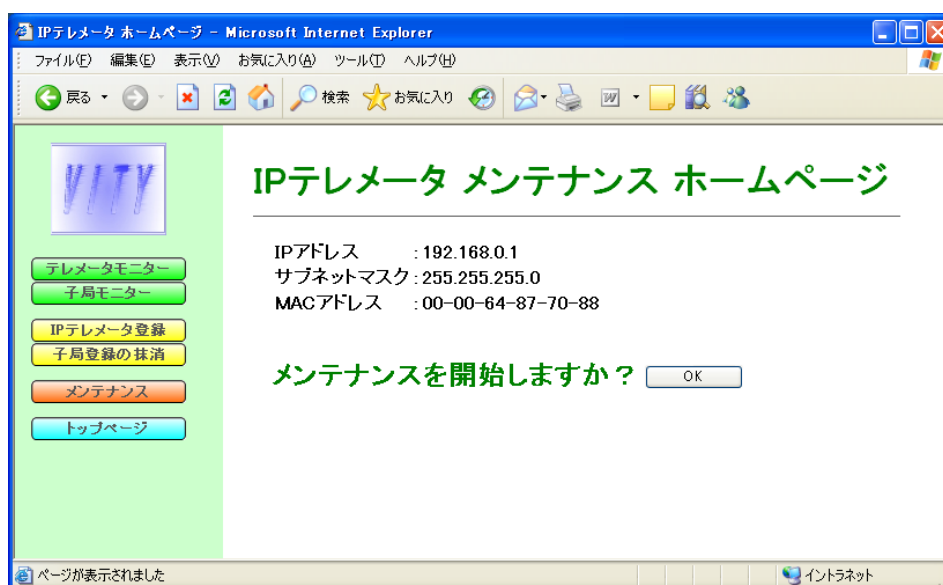 IPテレメータ ホームページ - Microsoft Internet Explorer
ファイル(F) 編集(E) 表示(V) お気に入り(A) ツール(T) ヘルプ(H)
戻る 検索 お気に入り
VITY
IPテレメータ メンテナンス ホームページ
IPアドレス :192.168.0.1
サブネットマスク:255.255.255.0
MACアドレス :00-00-64-87-70-88
メンテナンスを開始しますか？ OK
テレメータモニター
子局モニター
IPテレメータ登録
子局登録の抹消
メンテナンス
トップページ
ページが表示されました
イントラネット